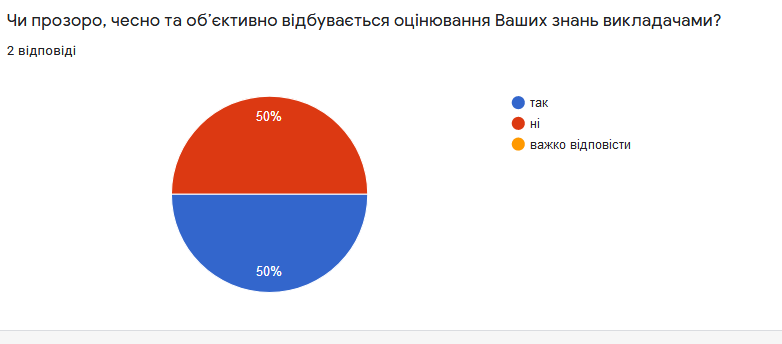 Чи прозоро, чесно та об’єктивно відбувається оцінювання Ваших знань викладачами?
2 відповіді
50%
50%
так
ні
важко відповісти